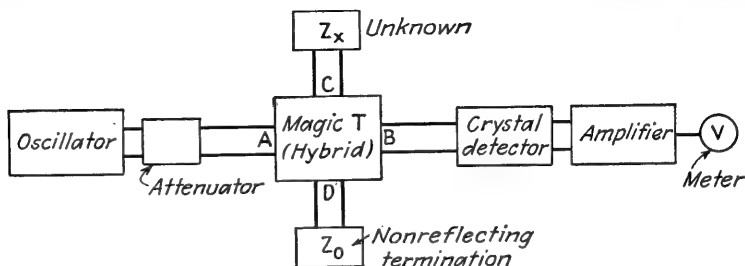 Zx
Unknown
C
Oscillator
A
Magic T
(Hybrid)
B
Crystal
detector
Amplifier
V
Attenuator
Meter
D
Z0
Nonreflecting
termination